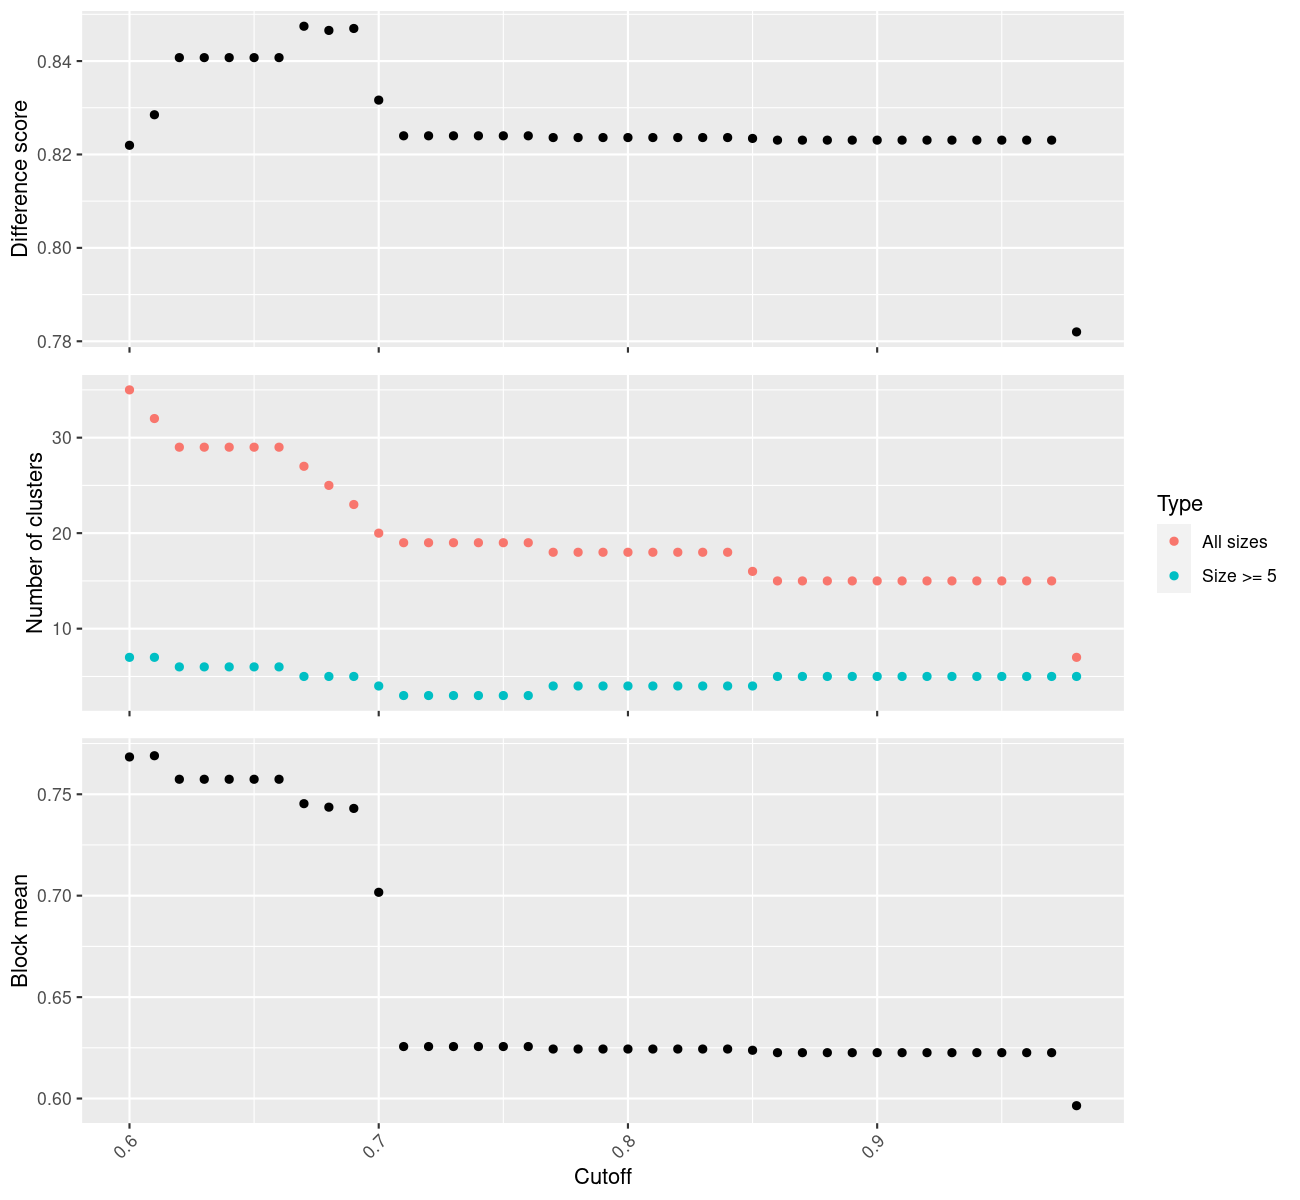 Difference score
0.84
0.82
0.80
0.78
Number of clusters
30
20
10
Type
All sizes
Size >= 5
Block mean
0.75
0.70
0.65
0.60
0.6
0.7
0.8
0.9
Cutoff